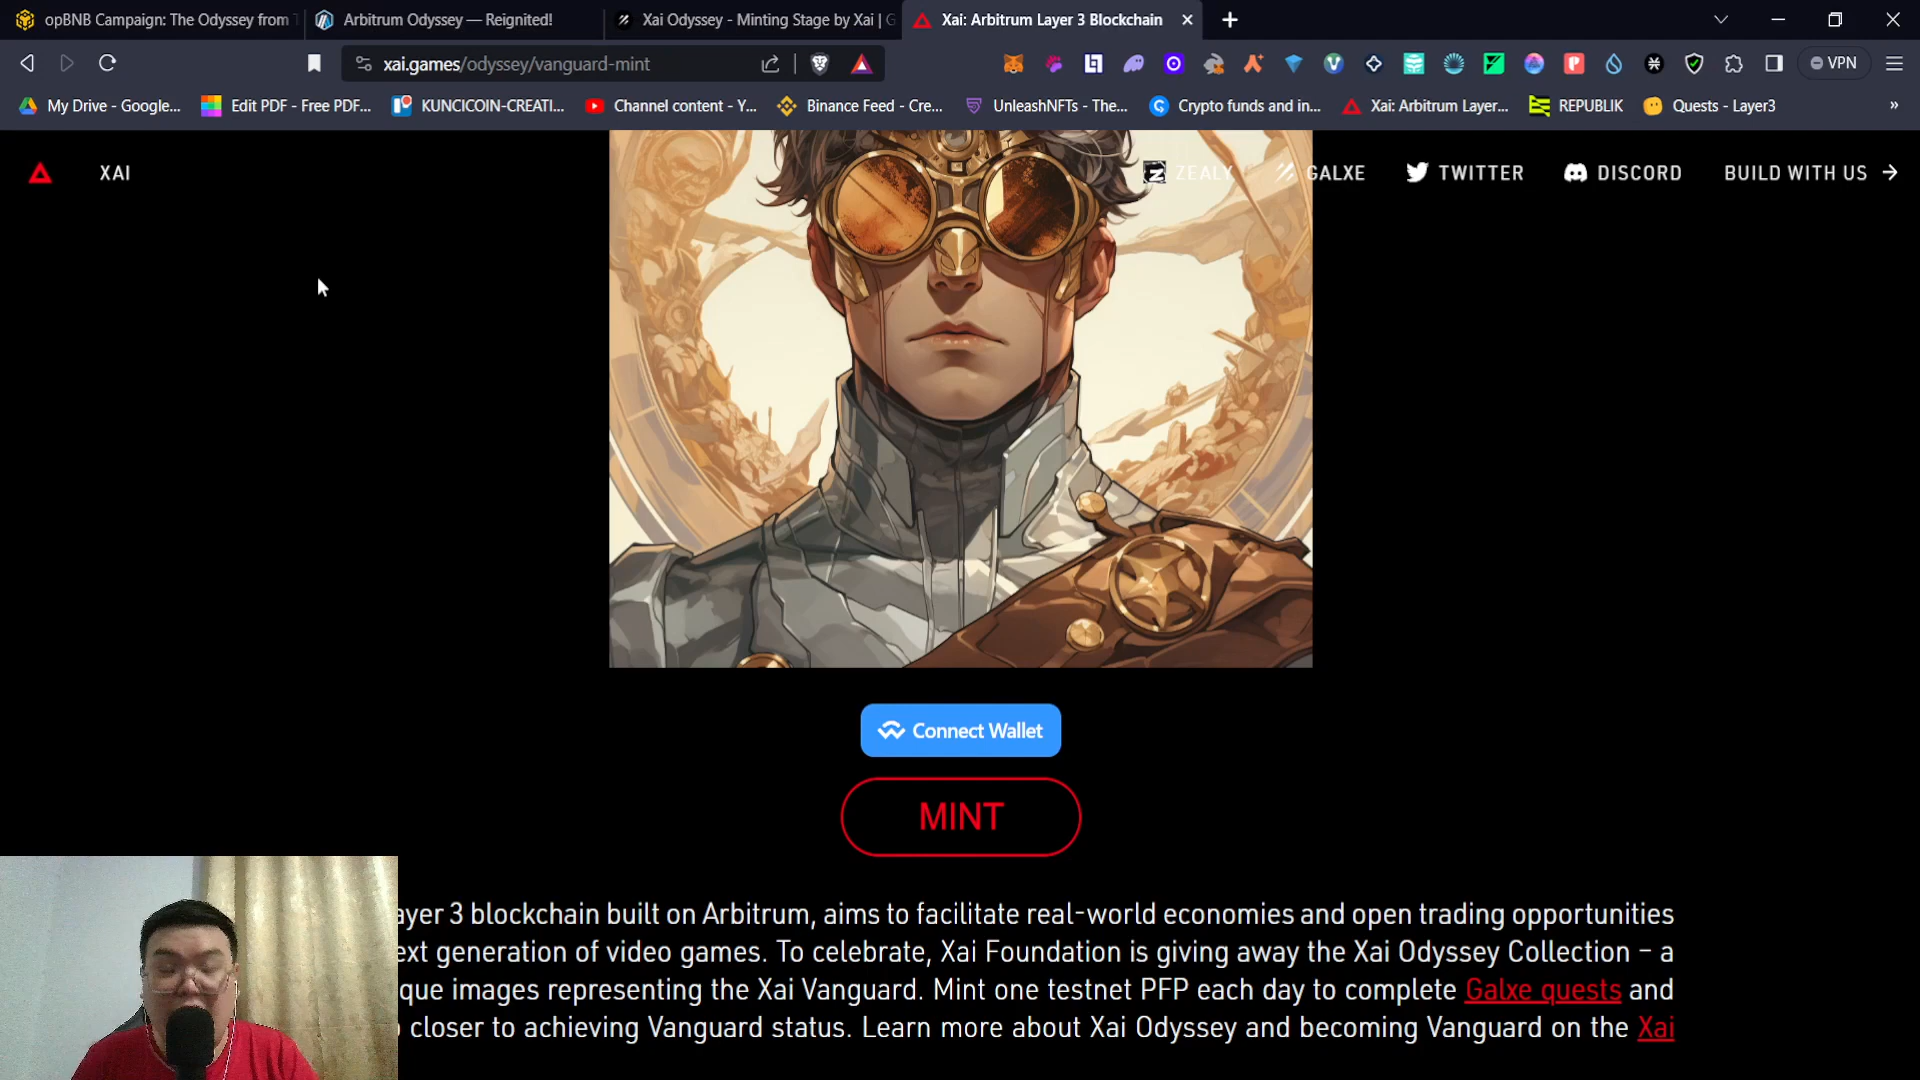 opBNB Campaign: The Odyssey from
Arbitrum Odyssey — Reignited!
Xai Odyssey - Minting Stage by Xai | G
Xai: Arbitrum Layer 3 Blockchain
xai.games/odyssey/vanguard-mint
VPN
My Drive - Google...
Edit PDF - Free PDF...
KUNCICOIN-CREATI...
Channel content - Y...
Binance Feed - Cre...
UnleashNFTs - The...
Crypto funds and in...
Xai: Arbitrum Layer...
REPUBLIK
Quests - Layer3
»
XAI
ZEALY
GALXE
TWITTER
DISCORD
BUILD WITH US →
Connect Wallet
MINT
ayer 3 blockchain built on Arbitrum, aims to facilitate real-world economies and open trading opportunities
ext generation of video games. To celebrate, Xai Foundation is giving away the Xai Odyssey Collection – a
que images representing the Xai Vanguard. Mint one testnet PFP each day to complete Galxe quests and
closer to achieving Vanguard status. Learn more about Xai Odyssey and becoming Vanguard on the Xai